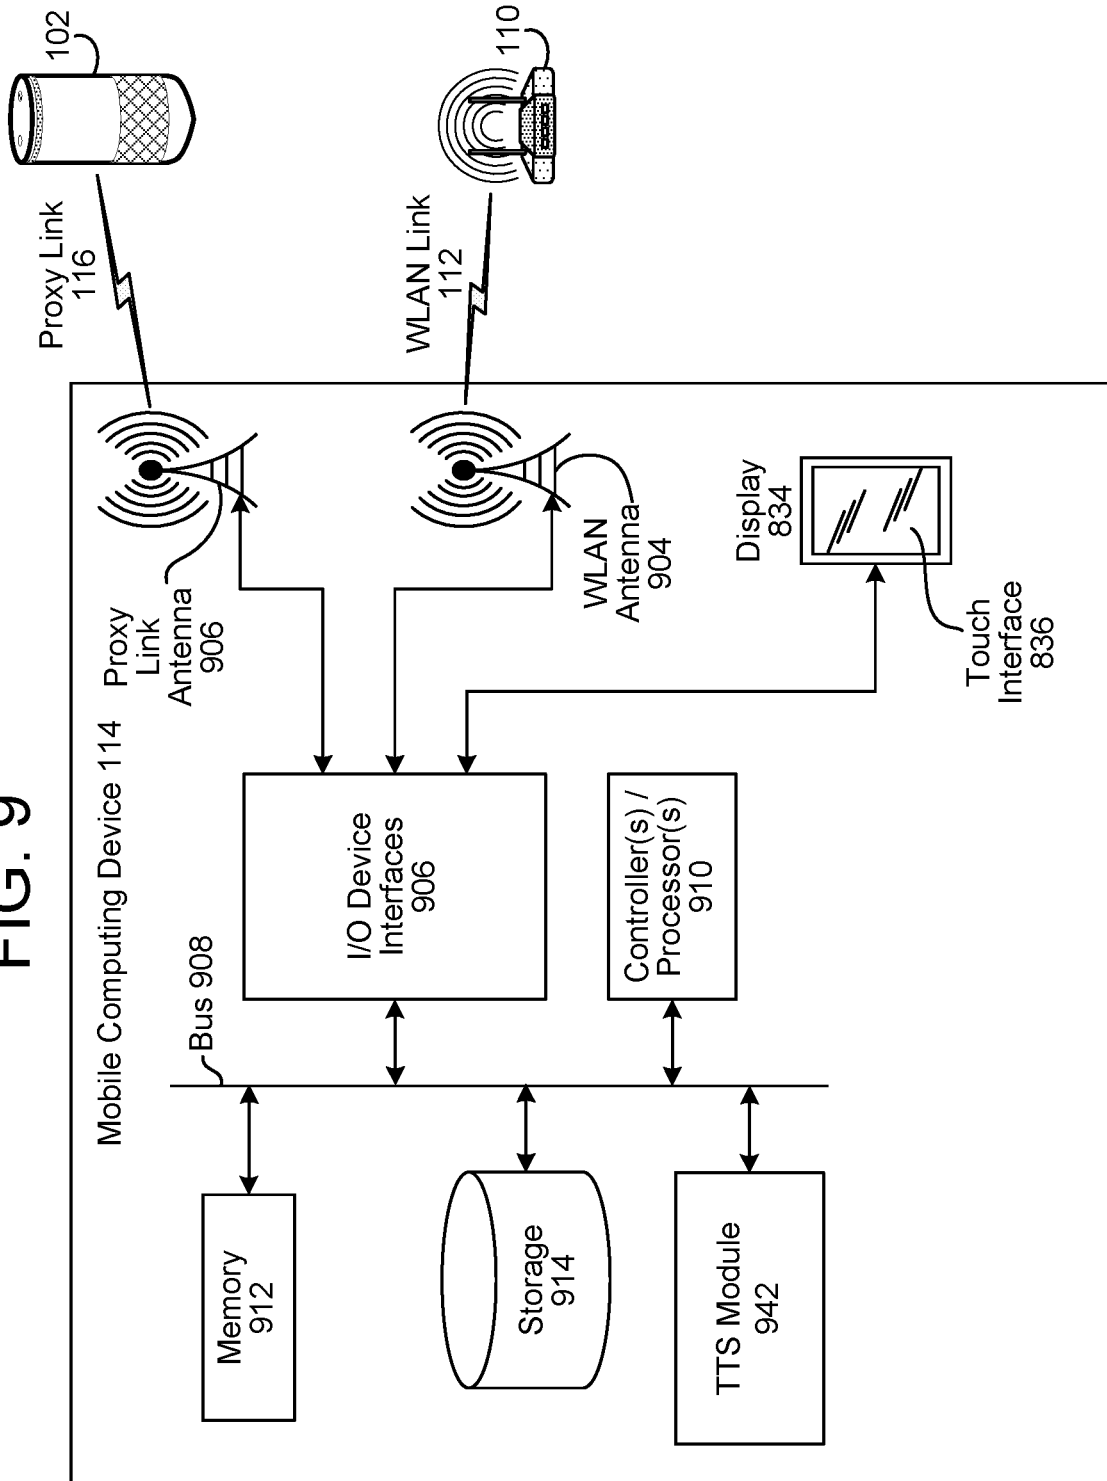 FIG. 9
Mobile Computing Device 114
Memory
912
Storage
914
TTS Module
942
Bus 908
I/O Device
Interfaces
906
Controller(s) /
Processor(s)
910
Proxy
Link
Antenna
906
WLAN
Antenna
904
Display
834
Touch
Interface
836
Proxy Link
116
WLAN Link
112
102
110